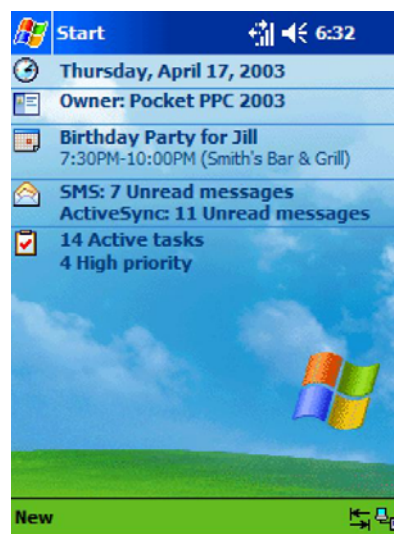 Start 6:32
Thursday, April 17, 2003
Owner: Pocket PPC 2003
Birthday Party for Jill
7:30PM-10:00PM (Smith's Bar & Grill)
SMS: 7 Unread messages
ActiveSync: 11 Unread messages
14 Active tasks
4 High priority
New